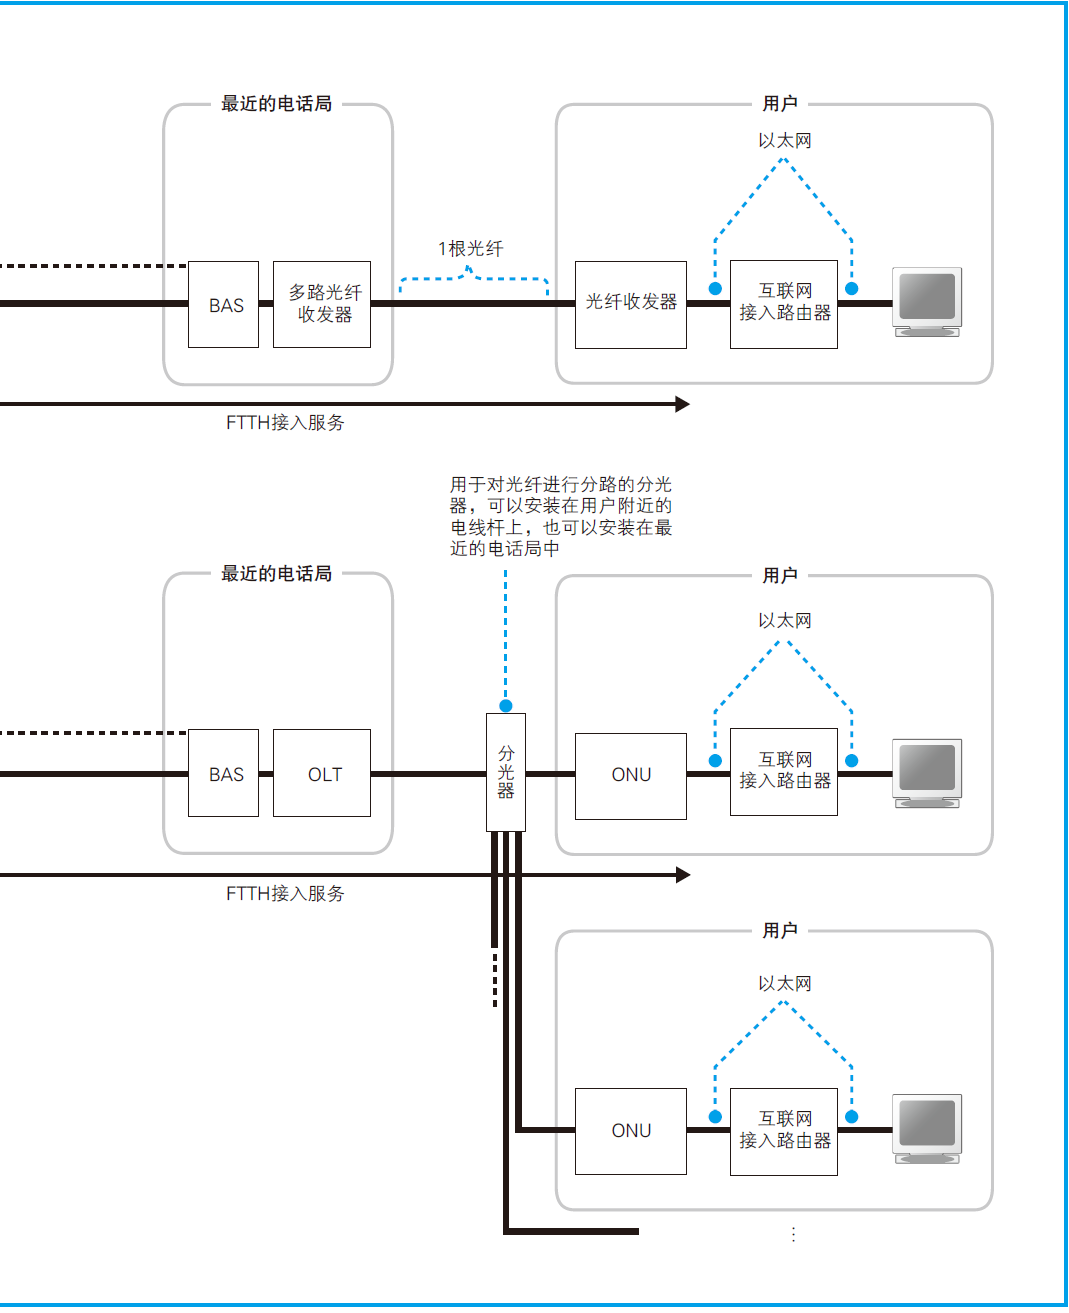 最近的电话局
用户
以太网
1根光纤
BAS
多路光纤
收发器
光纤收发器
互联网
接入路由器
FTTH接入服务
用于对光纤进行分路的分光
器，可以安装在用户附近的
电线杆上，也可以安装在最
近的电话局中
最近的电话局
用户
以太网
BAS
OLT
分
光
器
ONU
互联网
接入路由器
FTTH接入服务
用户
以太网
ONU
互联网
接入路由器
⋮